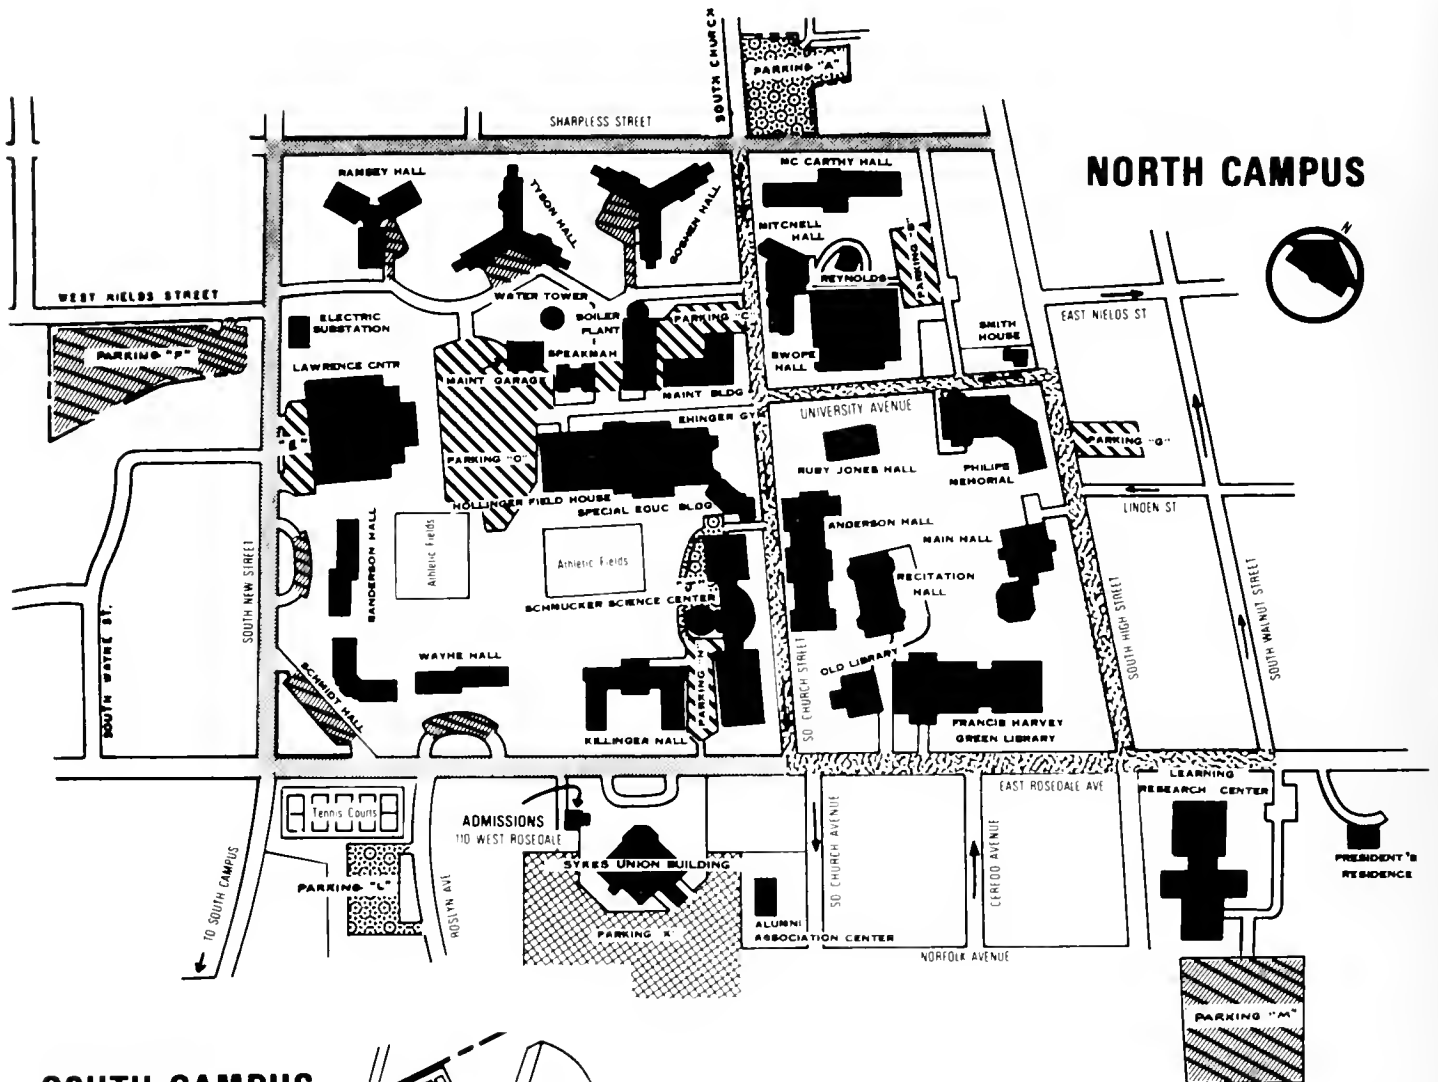 SOUTH CHURCH
PARKING "A"
SHARPLESS STREET
NORTH CAMPUS
N
RAMSEY HALL
TYSON HALL
GOSHEN HALL
MC CARTHY HALL
MITCHELL
HALL
REYNOLDS
PARKING "B"
WEST NIELDS STREET
WATER TOWER
ELECTRIC
SUBSTATION
BOILER
PLANT
PARKING "C"
EAST NIELDS ST
SMITH
HOUSE
PARKING "F"
LAWRENCE CNTR
SPEAKMAN
MAINT GARAGE
SWOPE
HALL
MAINT BLDG
EHINGER GYM
UNIVERSITY AVENUE
"E"
PARKING "D"
RUBY JONES HALL
PHILIPS
MEMORIAL
PARKING "G"
HOLLINGER FIELD HOUSE
SPECIAL EDUC BLDG
LINDEN ST
SANDERSON HALL
Athletic Fields
Athletic Fields
ANDERSON HALL
MAIN HALL
SOUTH NEW STREET
SCHMUCKER SCIENCE CENTER
RECITATION
HALL
SOUTH WAYNE ST.
SCHMIDT HALL
WAYNE HALL
PARKING "H"
SO CHURCH STREET
OLD LIBRARY
SOUTH HIGH STREET
SOUTH WALNUT STREET
KILLINGER HALL
FRANCIS HARVEY
GREEN LIBRARY
EAST ROSEDALE AVE
LEARNING
RESEARCH CENTER
Tennis Courts
ADMISSIONS
110 WEST ROSEDALE
SYKES UNION BUILDING
SO CHURCH AVENUE
CEREDO AVENUE
PRESIDENT'S
RESIDENCE
TO SOUTH CAMPUS
PARKING "L"
ROSLYN AVE
PARKING "K"
ALUMNI
ASSOCIATION CENTER
NORFOLK AVENUE
PARKING "M"
SOUTH CAMPUS